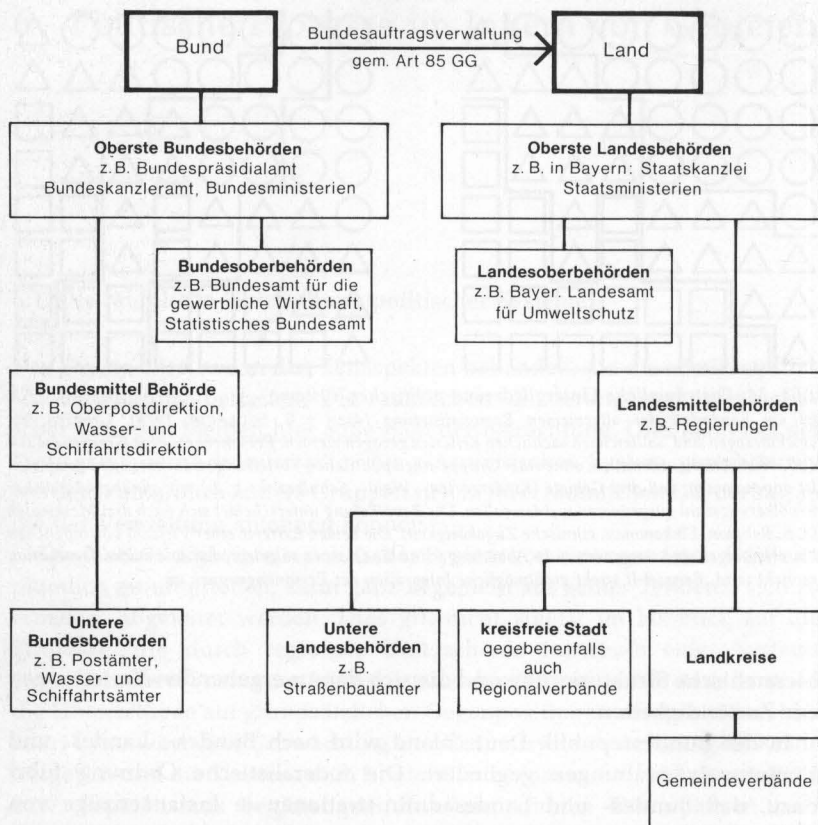 Bund
Bundesauftragsverwaltung
gem. Art 85 GG
Land
Oberste Bundesbehörden
z. B. Bundespräsidialamt
Bundeskanzleramt, Bundesministerien
Oberste Landesbehörden
z. B. in Bayern: Staatskanzlei
Staatsministerien
Bundesoberbehörden
z. B. Bundesamt für die
gewerbliche Wirtschaft,
Statistisches Bundesamt
Landesoberbehörden
z. B. Bayer. Landesamt
für Umweltschutz
Bundesmittel Behörde
z. B. Oberpostdirektion,
Wasser- und
Schiffahrtsdirektion
Landesmittelbehörden
z. B. Regierungen
Untere
Bundesbehörden
z. B. Postämter,
Wasser- und
Schiffahrtsämter
Untere
Landesbehörden
z. B.
Straßenbauämter
kreisfreie Stadt
gegebenenfalls
auch
Regionalverbände
Landkreise
Gemeindeverbände